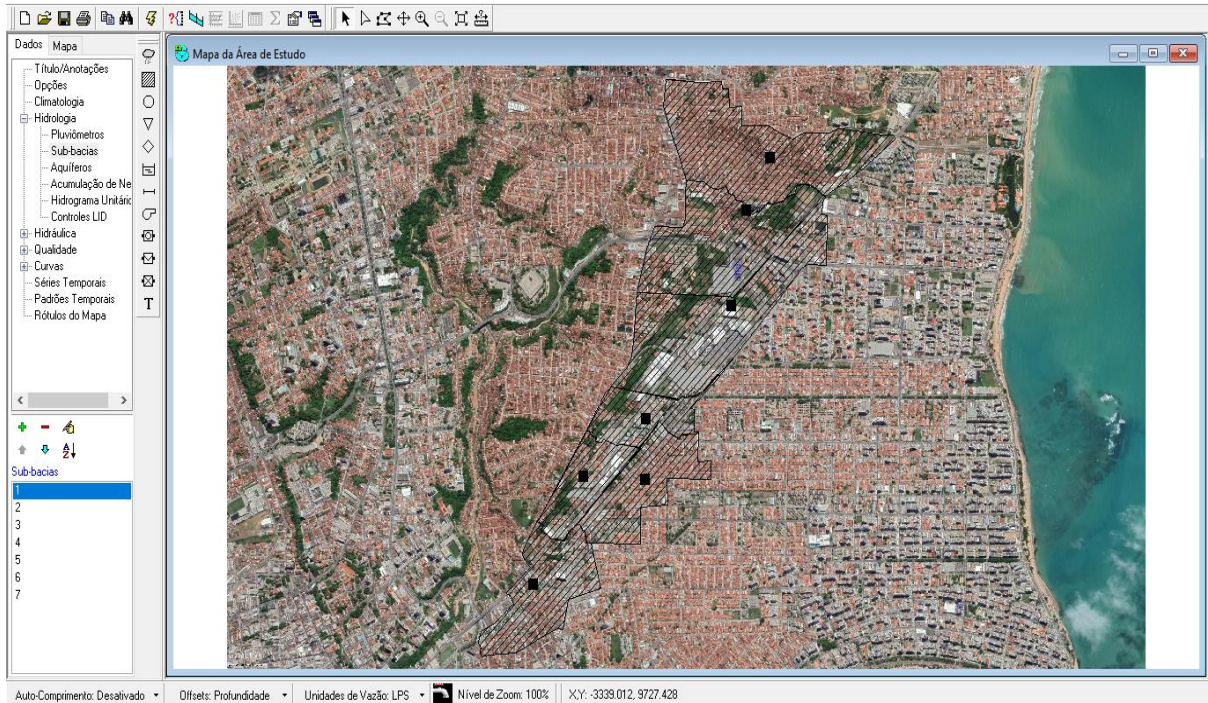 Dados Mapa
Título/Anotações
Opções
Climatologia
Hidrologia
Pluviômetros
Sub-bacias
Aquíferos
Acumulação de Ne
Hidrograma Unitáric
Controles LID
Hidráulica
Qualidade
Curvas
Séries Temporais
Padrões Temporais
Rótulos do Mapa
T
Sub-bacias
1
2
3
4
5
6
7
Mapa da Área de Estudo
Auto-Comprimento: Desativado Offsets: Profundidade Unidades de Vazão: LPS Nível de Zoom: 100% X,Y: -3339.012, 9727.428